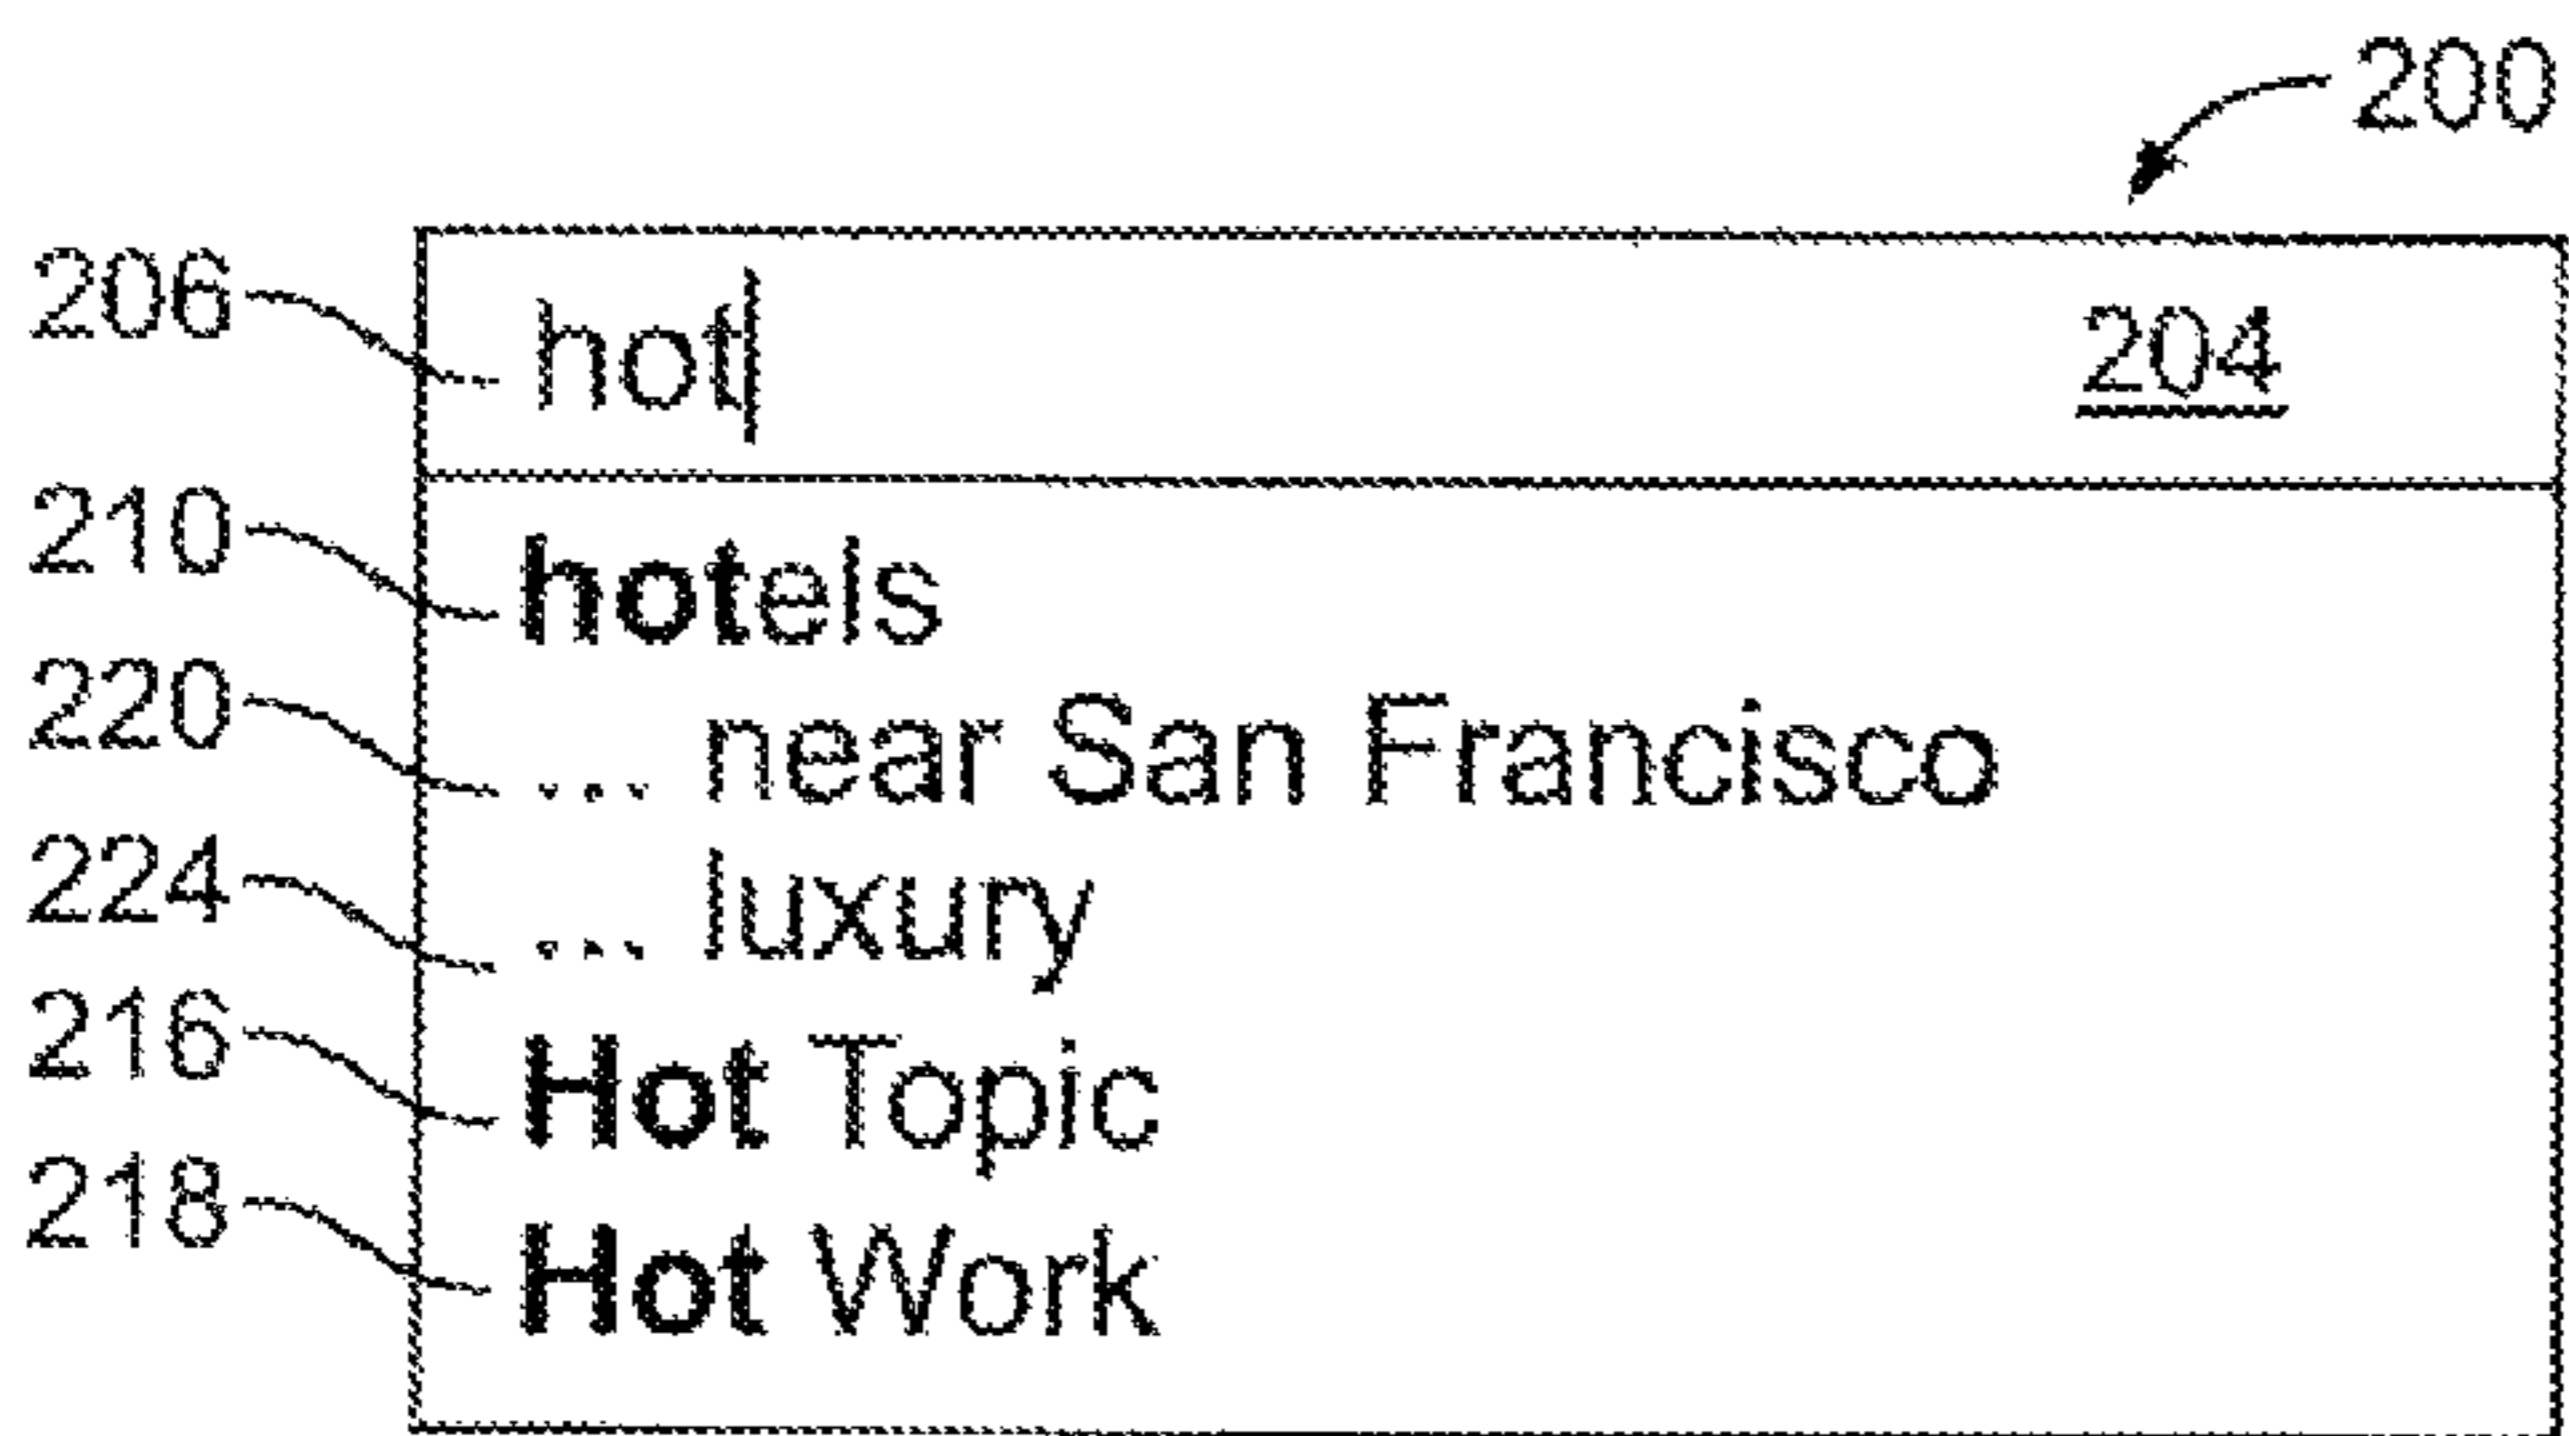 200
206 hot 204
210 hotels
220 ... near San Francisco
224 ... luxury
216 Hot Topic
218 Hot Work